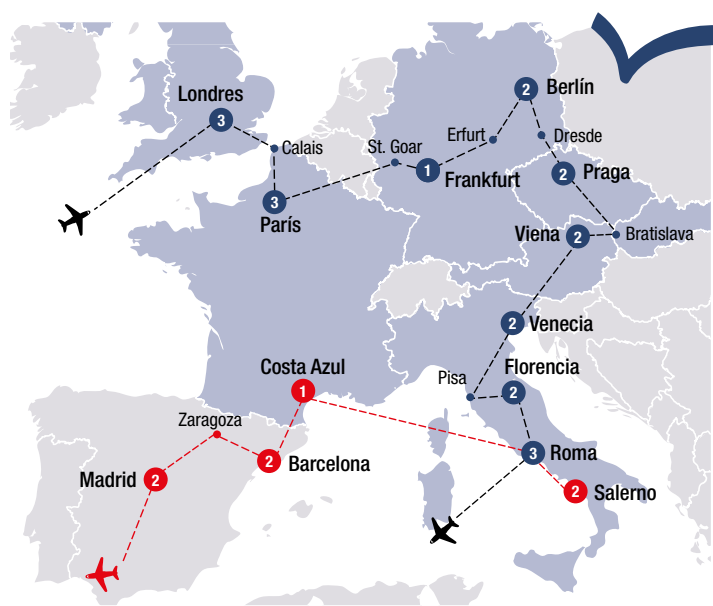 Londres
3
Calais
3
París
St. Goar
1
Frankfurt
Erfurt
2
Berlín
Dresde
2
Praga
Viena
2
Bratislava
2
Venecia
Pisa
Florencia
2
3
Roma
2
Salerno
Costa Azul
1
Zaragoza
2
Barcelona
Madrid
2